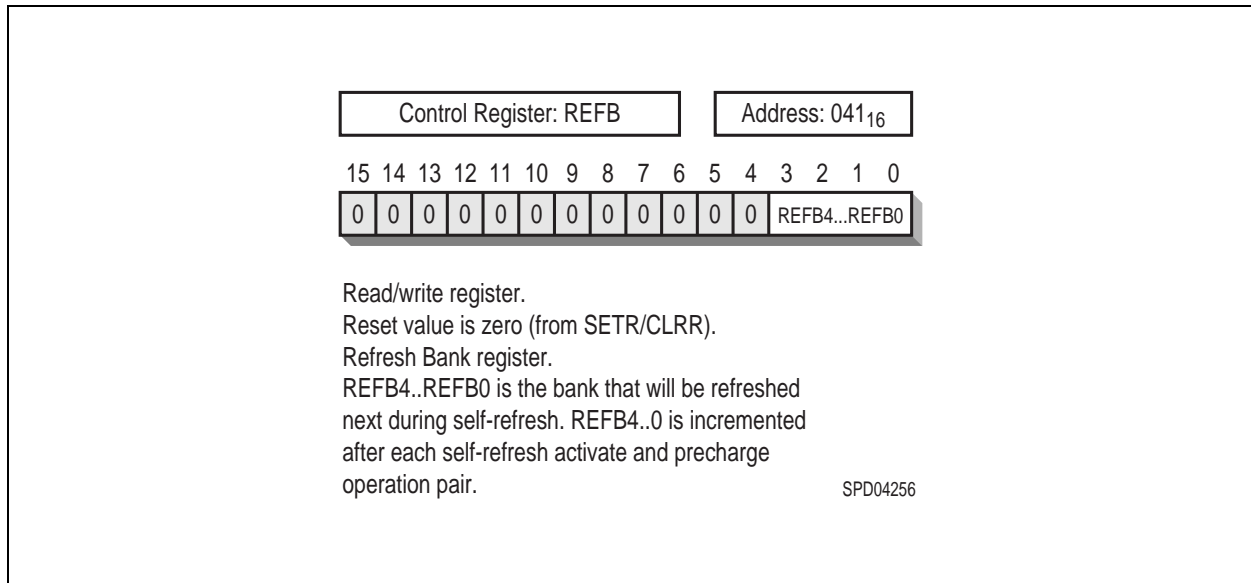 Control Register: REFB Address: 041₁₆
15 14 13 12 11 10 9 8 7 6 5 4 3 2 1 0
0 0 0 0 0 0 0 0 0 0 0 0 REFB4...REFB0
Read/write register.
Reset value is zero (from SETR/CLRR).
Refresh Bank register.
REFB4..REFB0 is the bank that will be refreshed
next during self-refresh. REFB4..0 is incremented
after each self-refresh activate and precharge
operation pair. SPD04256